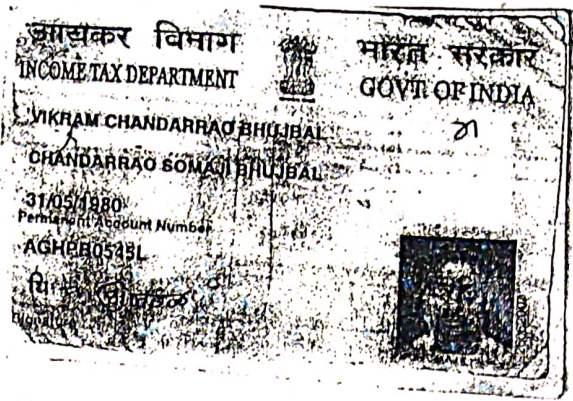 आयकर विभाग
INCOME TAX DEPARTMENT
भारत सरकार
GOVT. OF INDIA
VIKRAM CHANDARRAO BHUJBAL
CHANDARRAO SOMAJI BHUJBAL
31/05/1980
Permanent Account Number
Signature